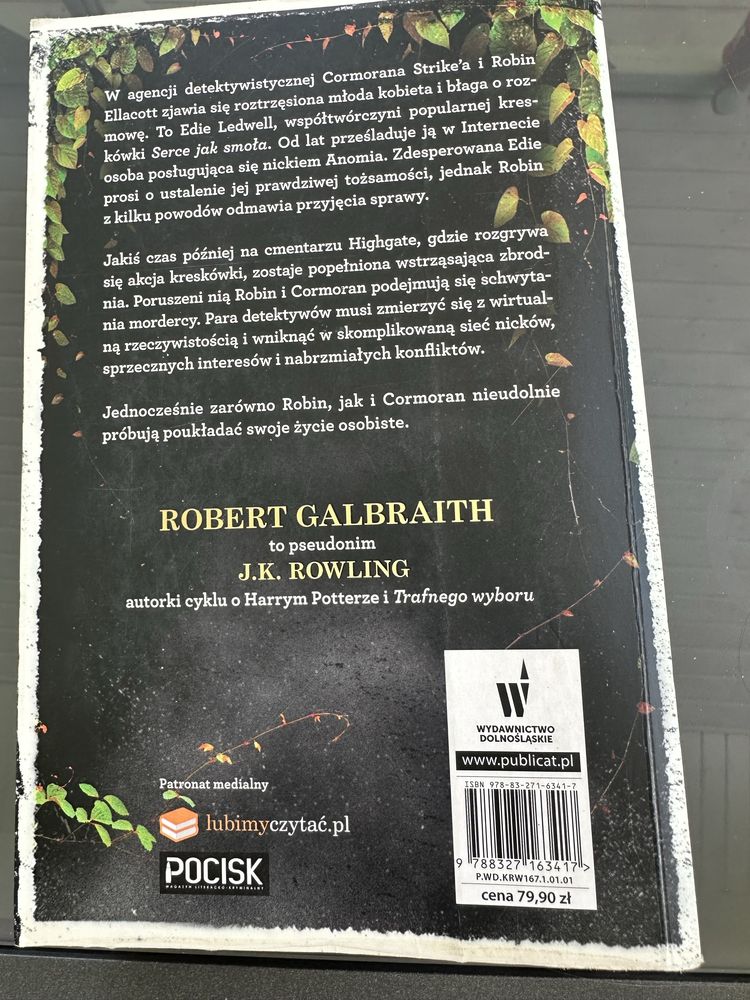 W agencji detektywistycznej Cormorana Strike'a i Robin
Ellacott zjawia się roztrzęsiona młoda kobieta i błaga o roz-
mowę. To Edie Ledwell, współtwórczyni popularnej kres-
kówki Serce jak smoła. Od lat prześladuje ją w Internecie
osoba posługująca się nickiem Anomia. Zdesperowana Edie
prosi o ustalenie jej prawdziwej tożsamości, jednak Robin
z kilku powodów odmawia przyjęcia sprawy.
Jakiś czas później na cmentarzu Highgate, gdzie rozgrywa
się akcja kreskówki, zostaje popełniona wstrząsająca zbrod-
nia. Poruszeni nią Robin i Cormoran podejmują się schwyta-
nia mordercy. Para detektywów musi zmierzyć się z wirtual-
ną rzeczywistością i wniknąć w skomplikowaną sieć nicków,
sprzecznych interesów i nabrzmiałych konfliktów.
Jednocześnie zarówno Robin, jak i Cormoran nieudolnie
próbują poukładać swoje życie osobiste.
ROBERT GALBRAITH
to pseudonim
J.K. ROWLING
autorki cyklu o Harrym Potterze i Trafnego wyboru
WYDAWNICTWO
DOLNOŚLĄSKIE
www.publicat.pl
ISBN 978-83-271-6341-7
9 788327 163417 >
P.WD.KRW167.1.01.01
cena 79,90 zł
Patronat medialny
lubimyczytać.pl
POCISK
MAGAZYN LITERACKO-KRYMINALNY